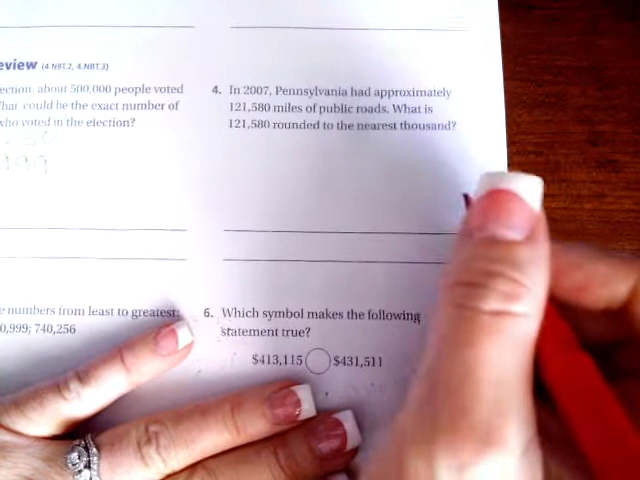 eview (4.NBT.2, 4.NBT.3)
ection, about 500,000 people voted
hat could be the exact number of
who voted in the election?
199
4. In 2007, Pennsylvania had approximately
121,580 miles of public roads. What is
121,580 rounded to the nearest thousand?
e numbers from least to greatest:
0,999; 740,256
6. Which symbol makes the following
statement true?
$413,115 $431,511